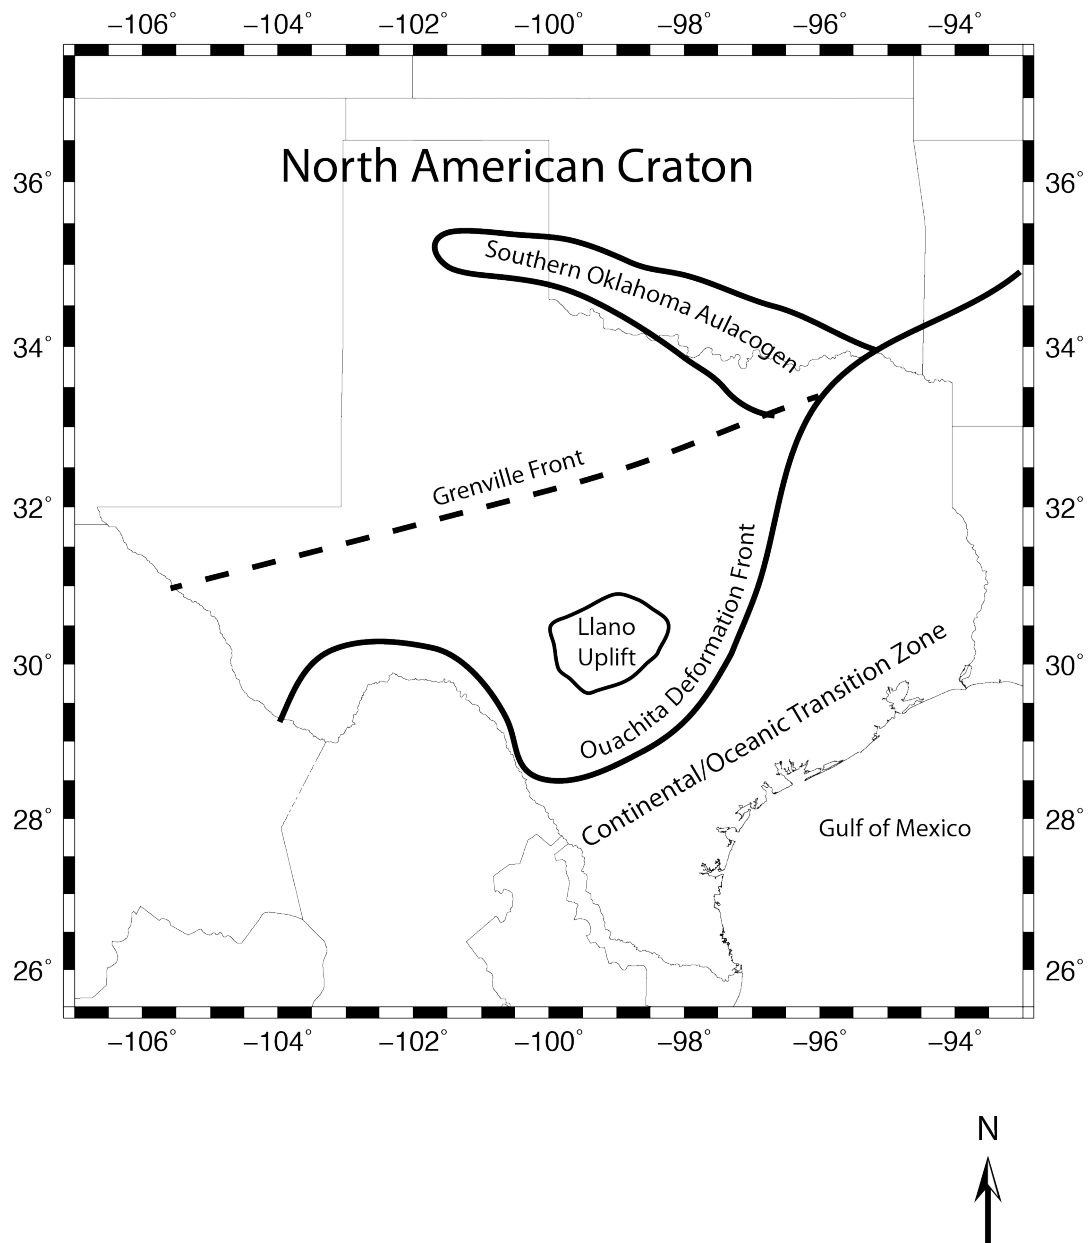 −106° −104° −102° −100° −98° −96° −94°
North American Craton
36° 36°
Southern Oklahoma Aulacogen
34° 34°
Grenville Front
32° 32°
Llano
Uplift
Ouachita Deformation Front
30° 30°
Continental/Oceanic Transition Zone
28° 28°
Gulf of Mexico
26° 26°
−106° −104° −102° −100° −98° −96° −94°
N